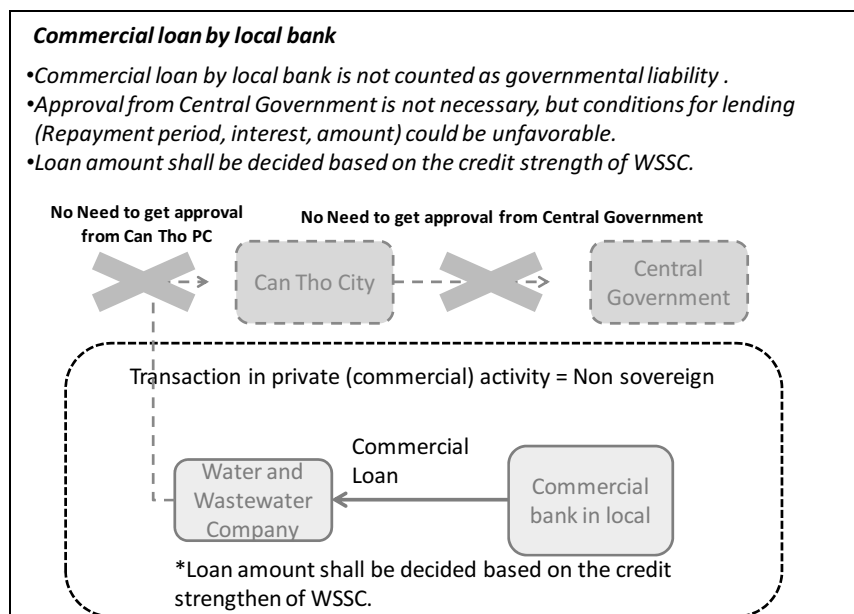 Commercial loan by local bank
•Commercial loan by local bank is not counted as governmental liability .
•Approval from Central Government is not necessary, but conditions for lending
(Repayment period, interest, amount) could be unfavorable.
•Loan amount shall be decided based on the credit strength of WSSC.
No Need to get approval
from Can Tho PC
No Need to get approval from Central Government
Can Tho City
Central
Government
Transaction in private (commercial) activity = Non sovereign
Commercial
Loan
Water and
Wastewater
Company
Commercial
bank in local
*Loan amount shall be decided based on the credit
strengthen of WSSC.